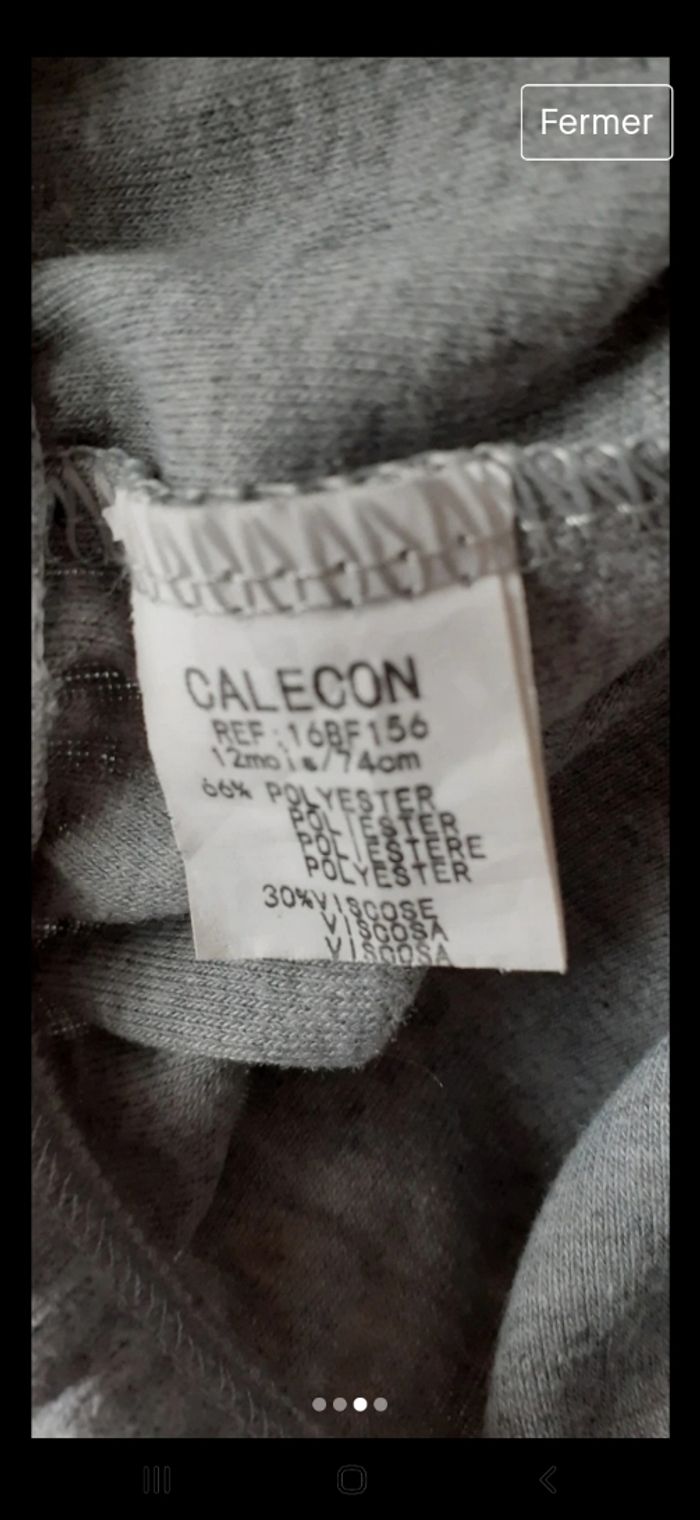 Fermer
CALECON
REF:16BF156
12mois/74cm
66% POLYESTER
POLIESTER
POLIESTERE
POLYESTER
30%VISCOSE
VISCOSA
VISCOSA